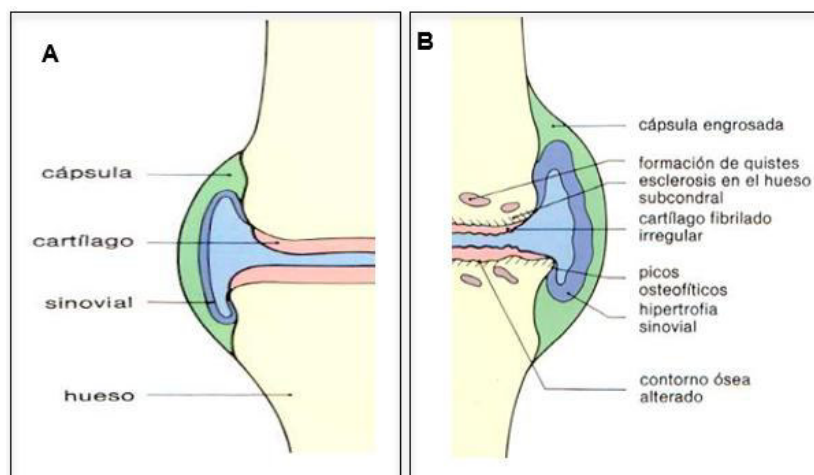 A
cápsula
cartílago
sinovial
hueso
B
cápsula engrosada
formación de quistes
esclerosis en el hueso
subcondral
cartílago fibrilado
irregular
picos
osteofíticos
hipertrofia
sinovial
contorno ósea
alterado